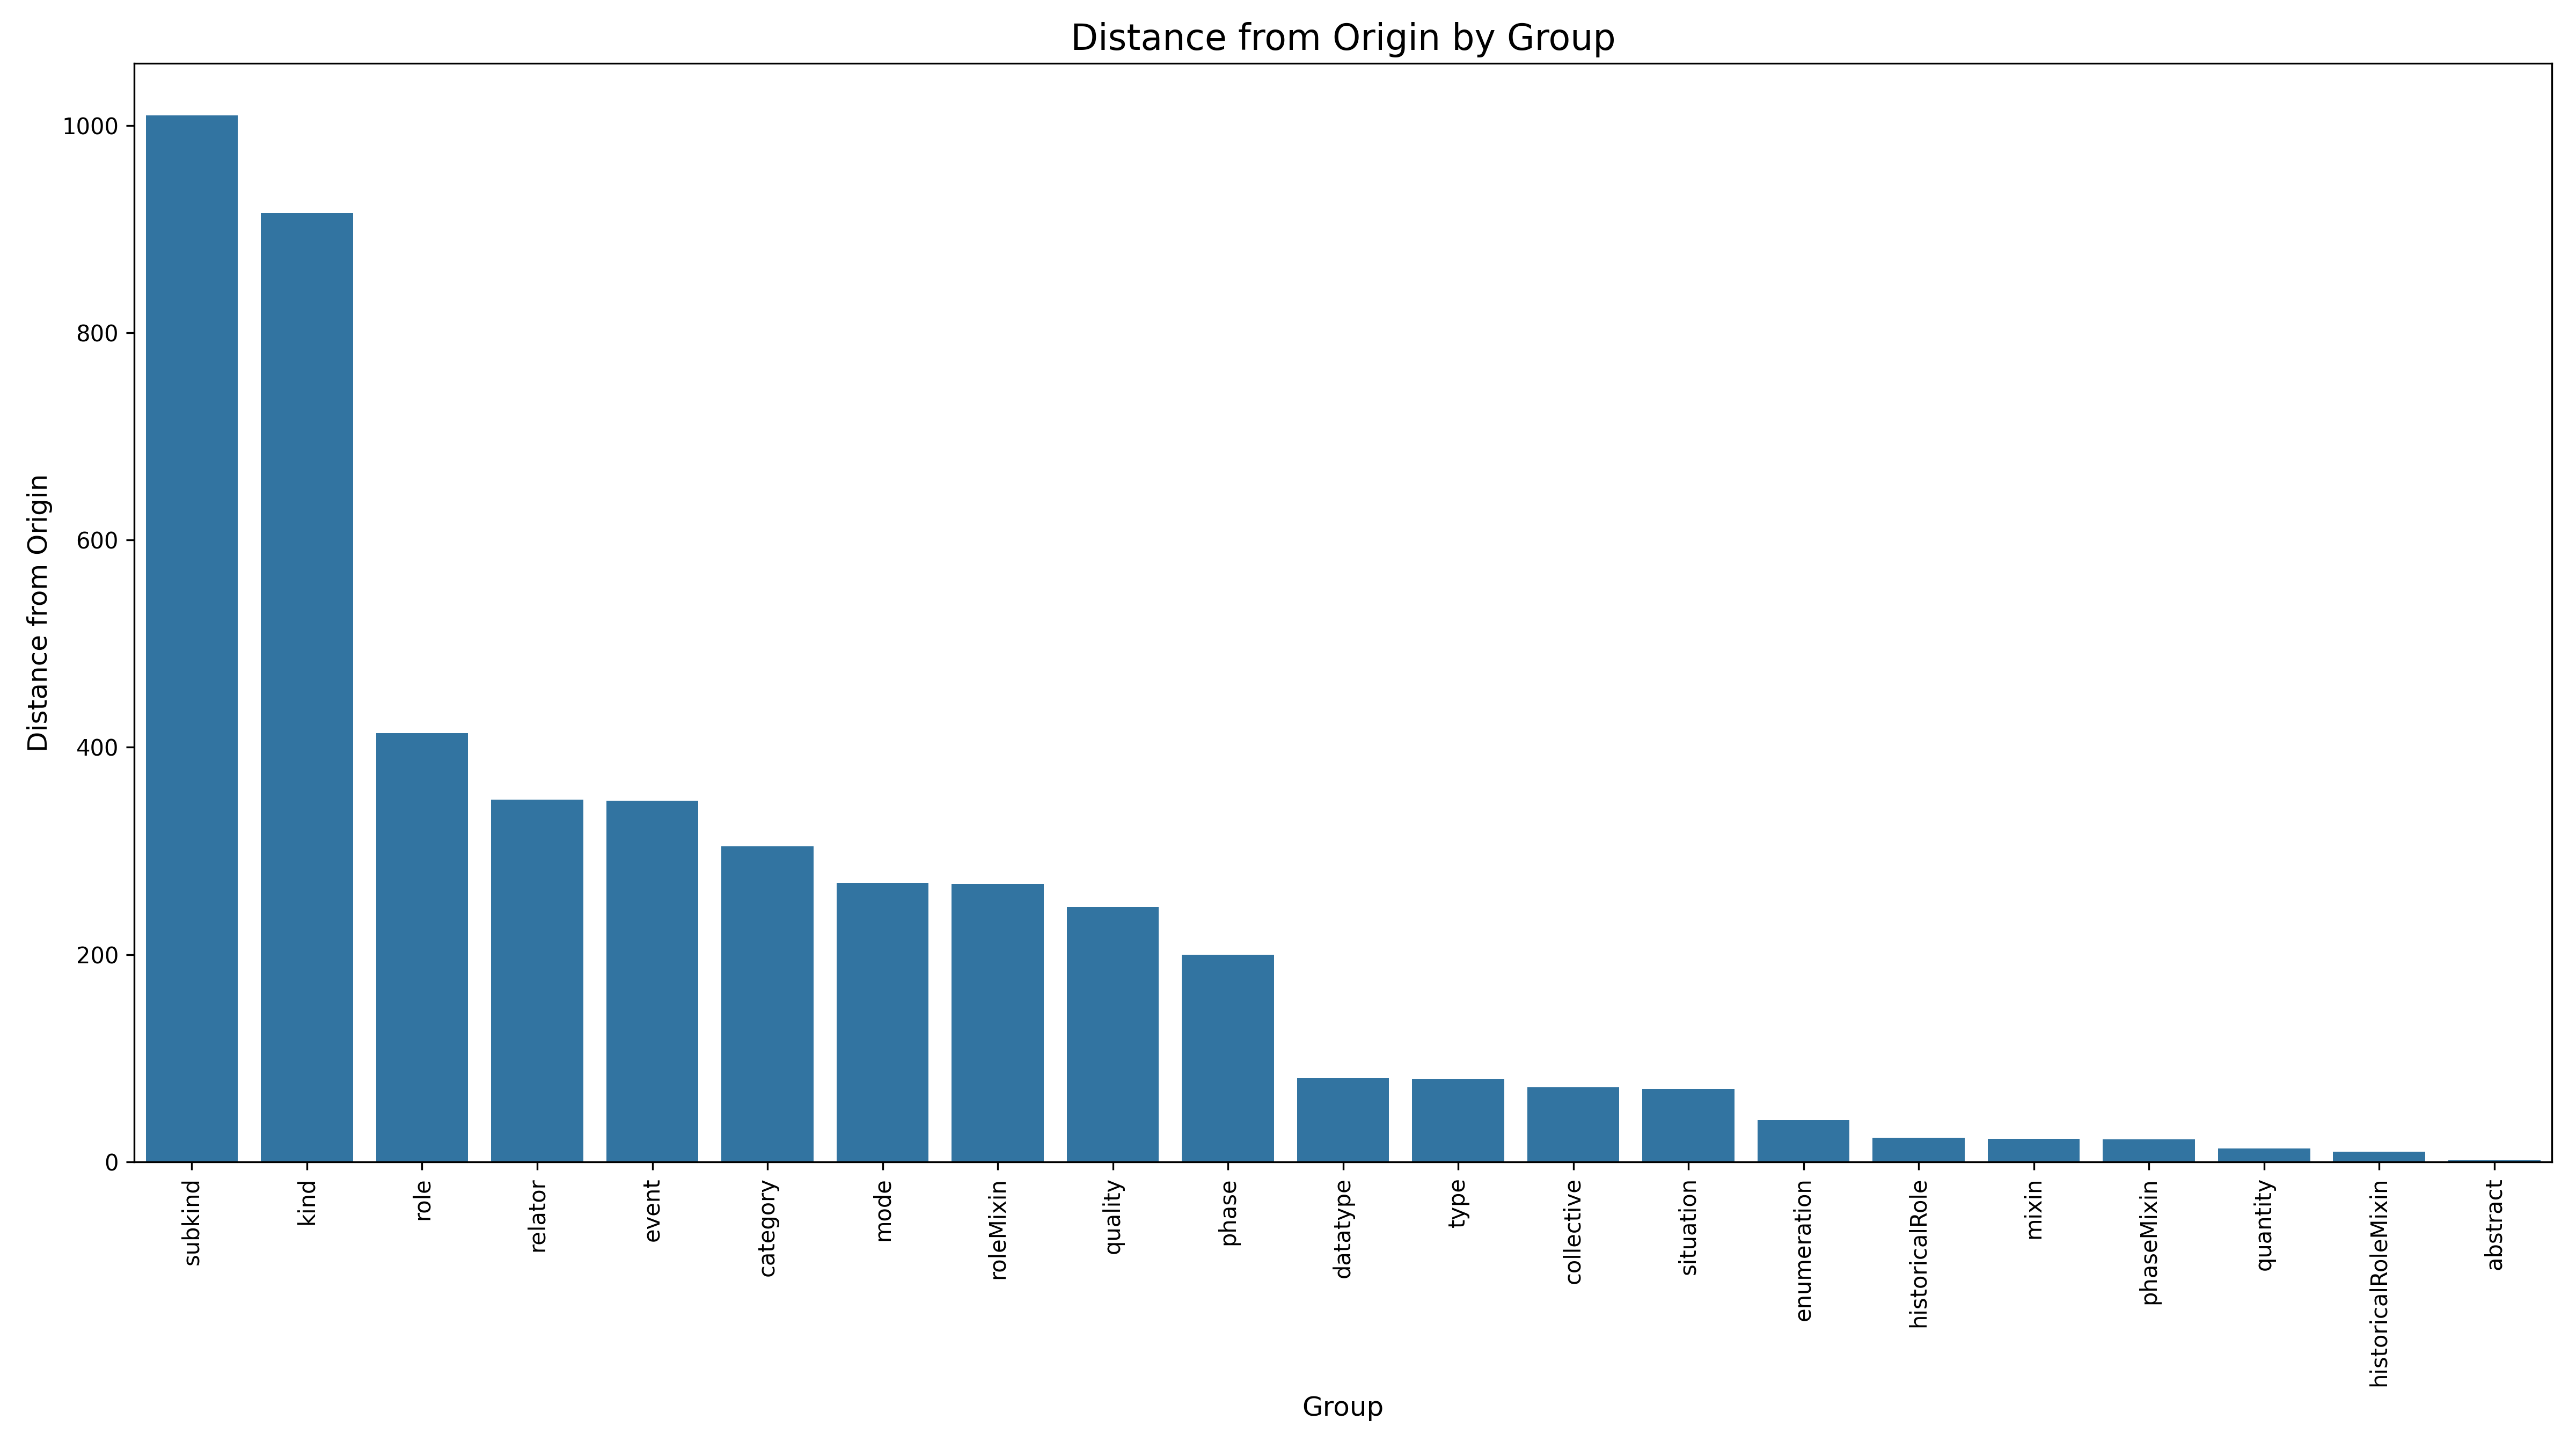 Distance from Origin by Group
Distance from Origin
1000
800
600
400
200
0
subkind
kind
role
relator
event
category
mode
roleMixin
quality
phase
datatype
type
collective
situation
enumeration
historicalRole
mixin
phaseMixin
quantity
historicalRoleMixin
abstract
Group